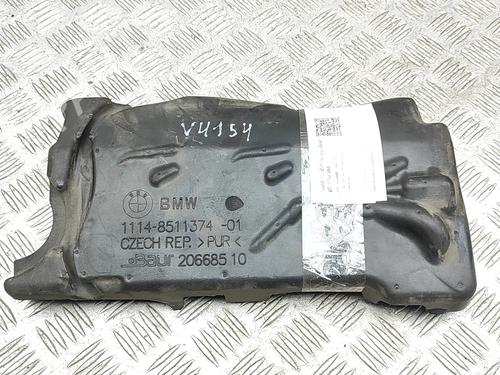 V4154
BMW
1114-8511374 -01
CZECH REP. >PUR<
Baur 20668510